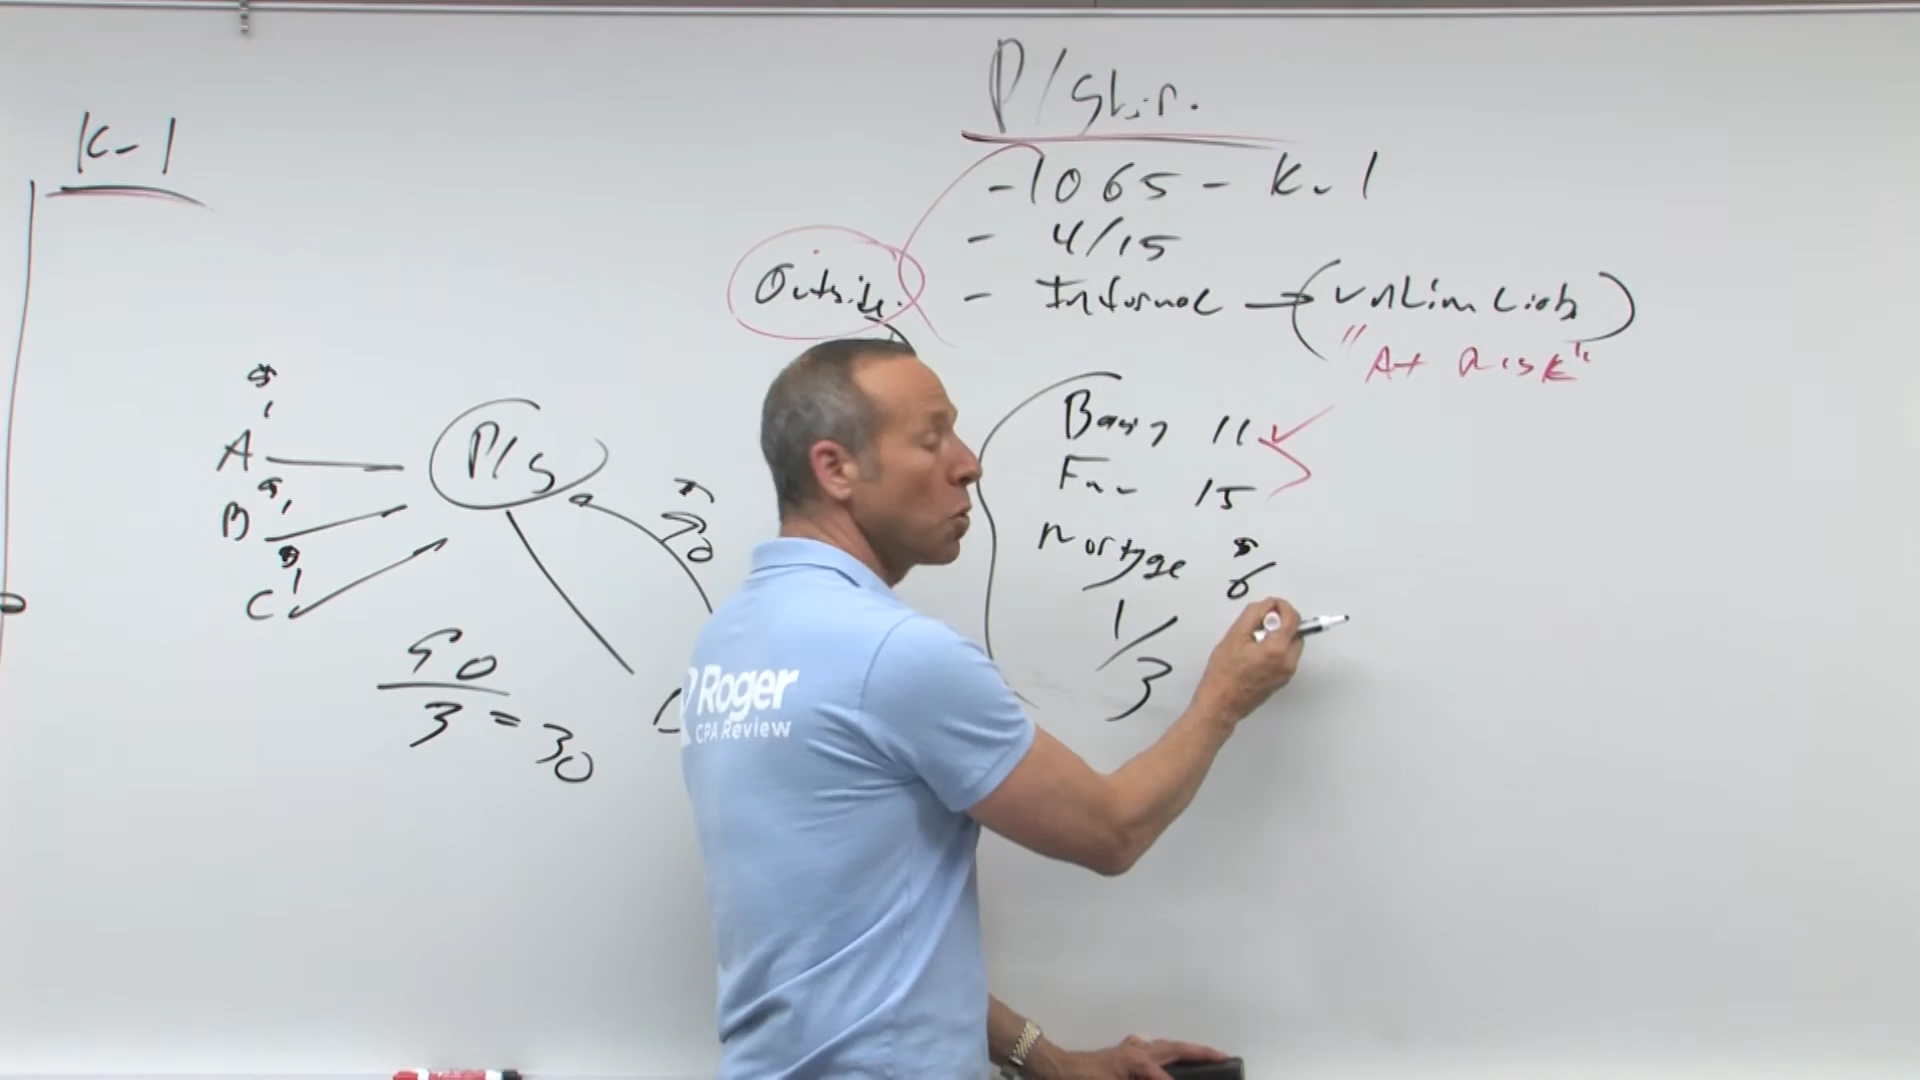 K-1
A
B
C
P/S
90
3 = 30
Outside.
P/Ship.
- 1065 - K-1
- 4/15
- Informal → (UnLim Liab)
"At Risk"
Basis 11
FMV 15
Mortgage 6
1/3
Roger
CPA Review